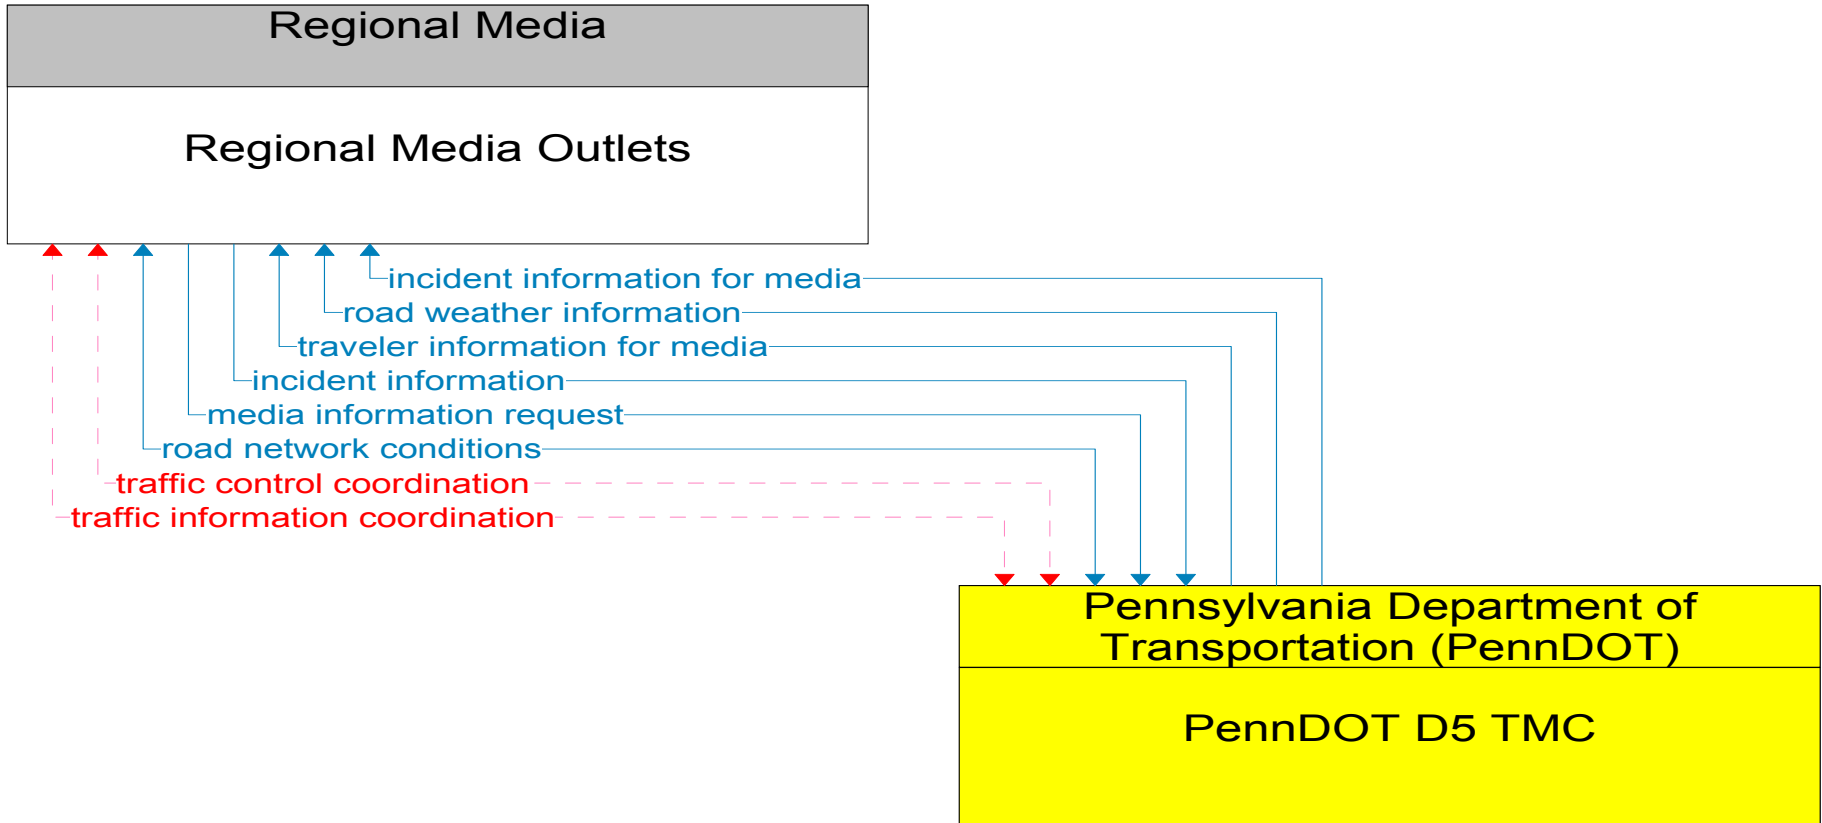 Regional Media
Regional Media Outlets
incident information for media
road weather information
traveler information for media
incident information
media information request
road network conditions
traffic control coordination
traffic information coordination
Pennsylvania Department of
Transportation (PennDOT)
PennDOT D5 TMC